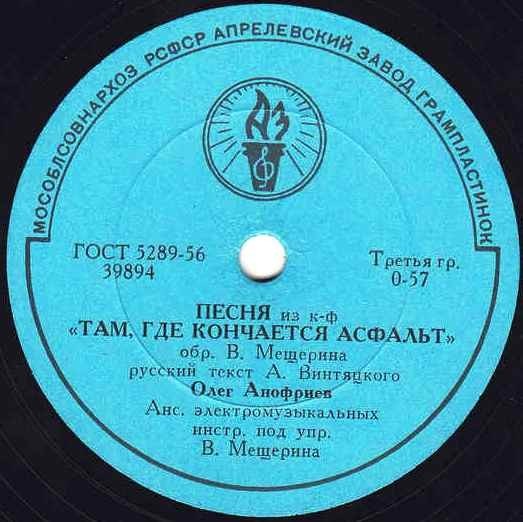 МОСОБЛСОВНАРХОЗ РСФСР АПРЕЛЕВСКИЙ ЗАВОД ГРАМПЛАСТИНОК
АЗ
ГОСТ 5289-56
39894
Третья гр.
0-57
ПЕСНЯ из к-ф
«ТАМ, ГДЕ КОНЧАЕТСЯ АСФАЛЬТ»
обр. В. Мещерина
русский текст А. Винтяцкого
Олег Анофриев
Анс. электромузыкальных
инстр. под упр.
В. Мещерина